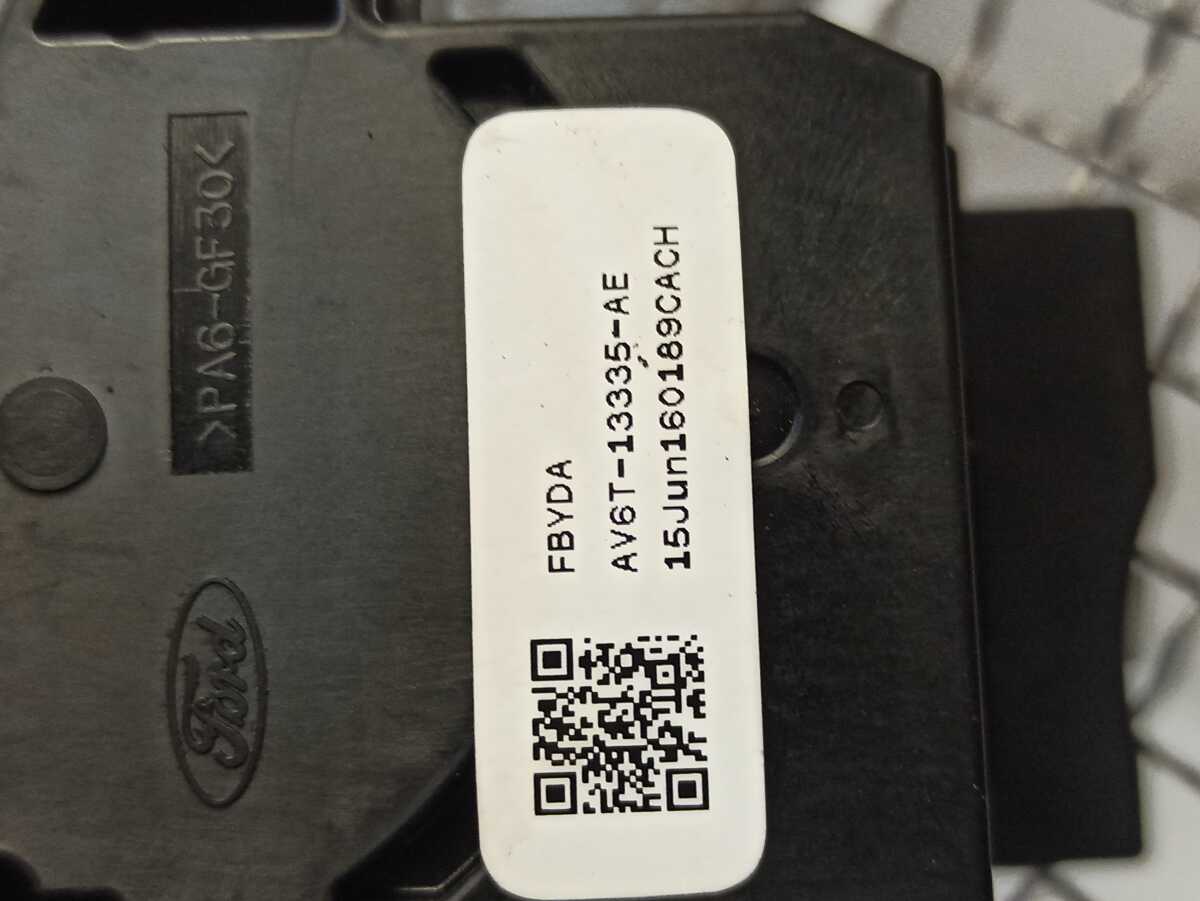 >PA6-GF30<
Ford
FBYDA
AV6T-13335-AE
15Jun160189CACH